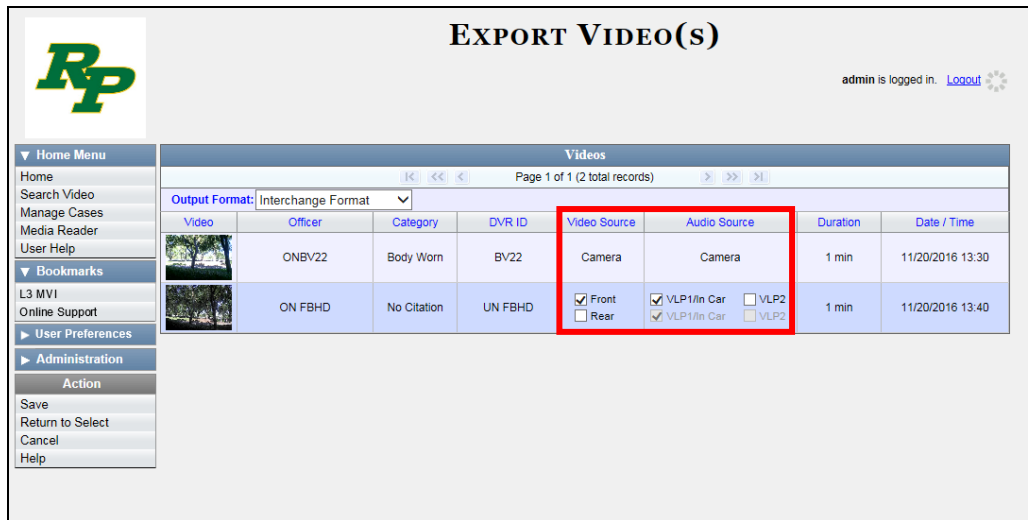 EXPORT VIDEO(S)
RP
admin is logged in. Logout
Home Menu
Home
Search Video
Manage Cases
Media Reader
User Help
Bookmarks
L3 MVI
Online Support
User Preferences
Administration
Action
Save
Return to Select
Cancel
Help
Videos
Page 1 of 1 (2 total records)
Output Format: Interchange Format
Video Officer Category DVR ID Video Source Audio Source Duration Date / Time
ONBV22 Body Worn BV22 Camera Camera 1 min 11/20/2016 13:30
ON FBHD No Citation UN FBHD Front VLP1/In Car VLP2 1 min 11/20/2016 13:40
Rear VLP1/In Car VLP2